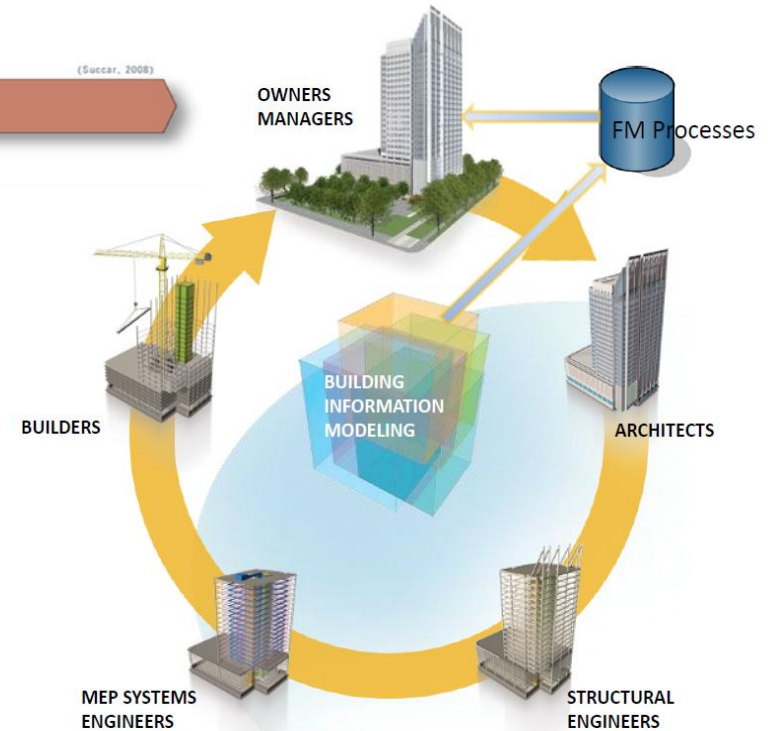 (Succar, 2008)
OWNERS
MANAGERS
FM Processes
BUILDING
INFORMATION
MODELING
BUILDERS
ARCHITECTS
MEP SYSTEMS
ENGINEERS
STRUCTURAL
ENGINEERS